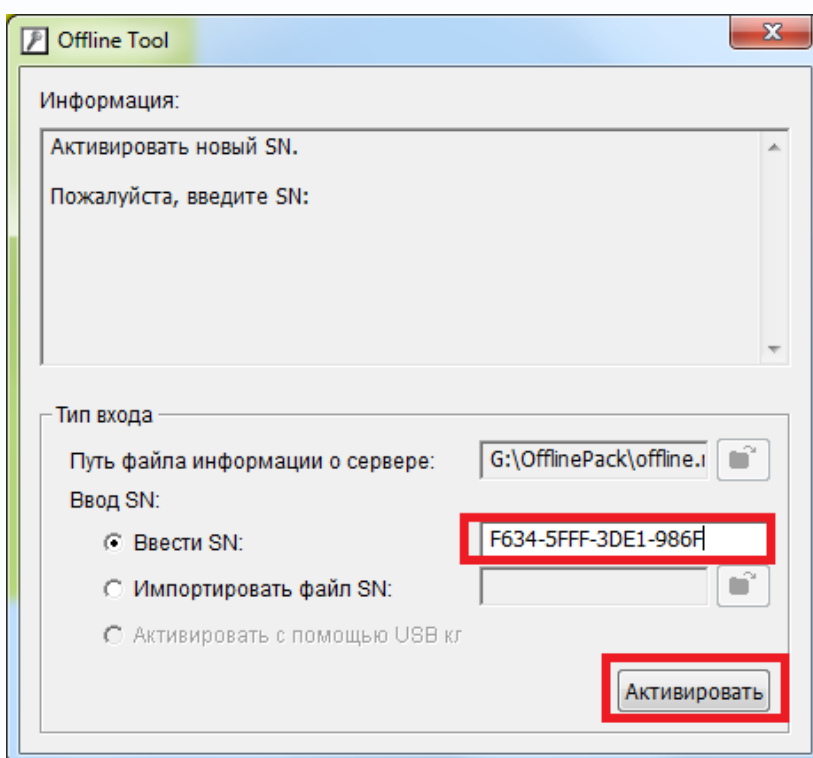 Offline Tool
Информация:
Активировать новый SN.
Пожалуйста, введите SN:
Тип входа
Путь файла информации о сервере: G:\OfflinePack\offline.r
Ввод SN:
Ввести SN: F634-5FFF-3DE1-986F
Импортировать файл SN:
Активировать с помощью USB кл
Активировать